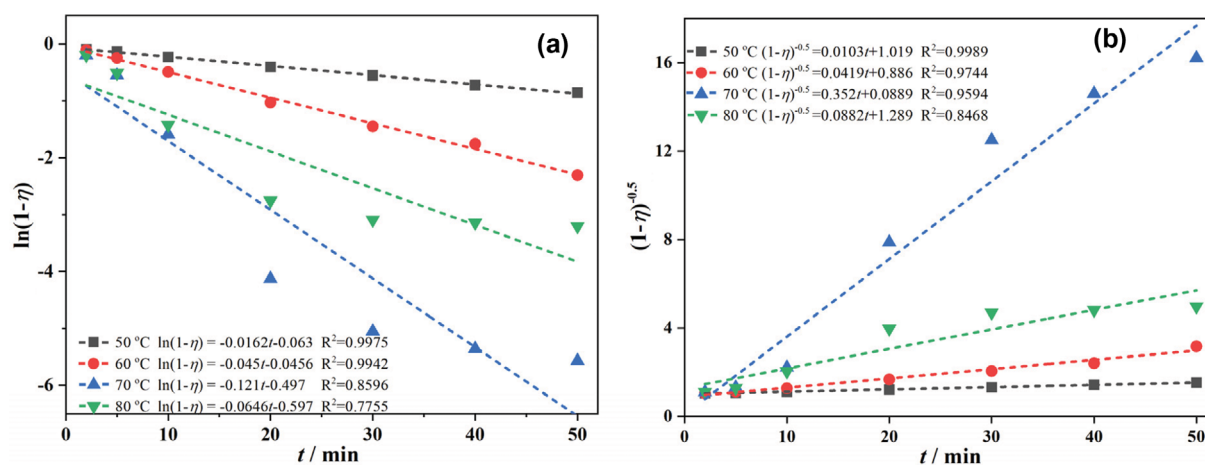 (a)
ln(1-η)
0
-2
-4
-6
50 °C ln(1-η) = -0.0162t-0.063 R²=0.9975
60 °C ln(1-η) = -0.045t-0.0456 R²=0.9942
70 °C ln(1-η) = -0.121t-0.497 R²=0.8596
80 °C ln(1-η) = -0.0646t-0.597 R²=0.7755
0 10 20 30 40 50
t / min
(b)
(1-η)⁻⁰·⁵
16
12
8
4
0
50 °C (1-η)⁻⁰·⁵=0.0103t+1.019 R²=0.9989
60 °C (1-η)⁻⁰·⁵=0.0419t+0.886 R²=0.9744
70 °C (1-η)⁻⁰·⁵=0.352t+0.0889 R²=0.9594
80 °C (1-η)⁻⁰·⁵=0.0882t+1.289 R²=0.8468
0 10 20 30 40 50
t / min